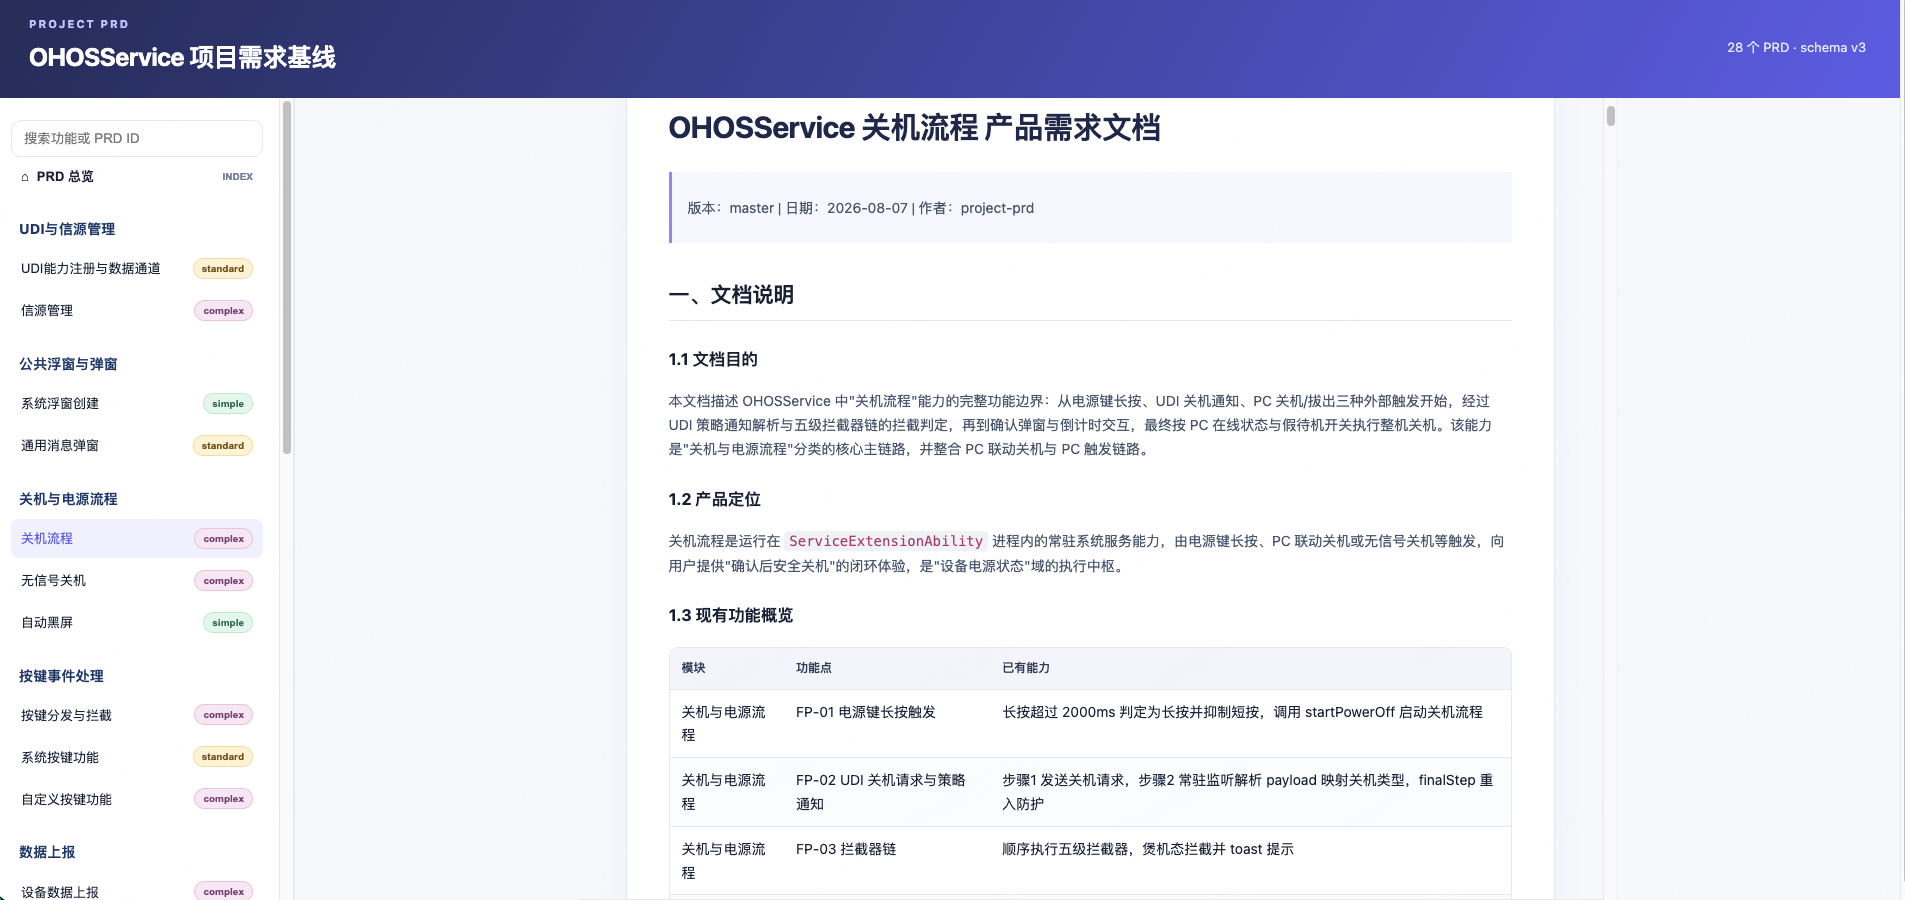 PROJECT PRD
OHOSService 项目需求基线
28 个 PRD · schema v3
搜索功能或 PRD ID
⌂ PRD 总览 INDEX
UDI与信源管理
UDI能力注册与数据通道 standard
信源管理 complex
公共浮窗与弹窗
系统浮窗创建 simple
通用消息弹窗 standard
关机与电源流程
关机流程 complex
无信号关机 complex
自动黑屏 simple
按键事件处理
按键分发与拦截 complex
系统按键功能 standard
自定义按键功能 complex
数据上报
设备数据上报 complex
OHOSService 关机流程 产品需求文档
版本：master | 日期：2026-08-07 | 作者：project-prd
一、文档说明
1.1 文档目的
本文档描述 OHOSService 中"关机流程"能力的完整功能边界：从电源键长按、UDI 关机通知、PC 关机/拔出三种外部触发开始，经过
UDI 策略通知解析与五级拦截器链的拦截判定，再到确认弹窗与倒计时交互，最终按 PC 在线状态与假待机开关执行整机关机。该能力
是"关机与电源流程"分类的核心主链路，并整合 PC 联动关机与 PC 触发链路。
1.2 产品定位
关机流程是运行在 ServiceExtensionAbility 进程内的常驻系统服务能力，由电源键长按、PC 联动关机或无信号关机等触发，向
用户提供"确认后安全关机"的闭环体验，是"设备电源状态"域的执行中枢。
1.3 现有功能概览
模块 功能点 已有能力
关机与电源流 FP-01 电源键长按触发 长按超过 2000ms 判定为长按并抑制短按，调用 startPowerOff 启动关机流程
程
关机与电源流 FP-02 UDI 关机请求与策略 步骤1 发送关机请求，步骤2 常驻监听解析 payload 映射关机类型，finalStep 重
程 通知 入防护
关机与电源流 FP-03 拦截器链 顺序执行五级拦截器，煲机态拦截并 toast 提示
程